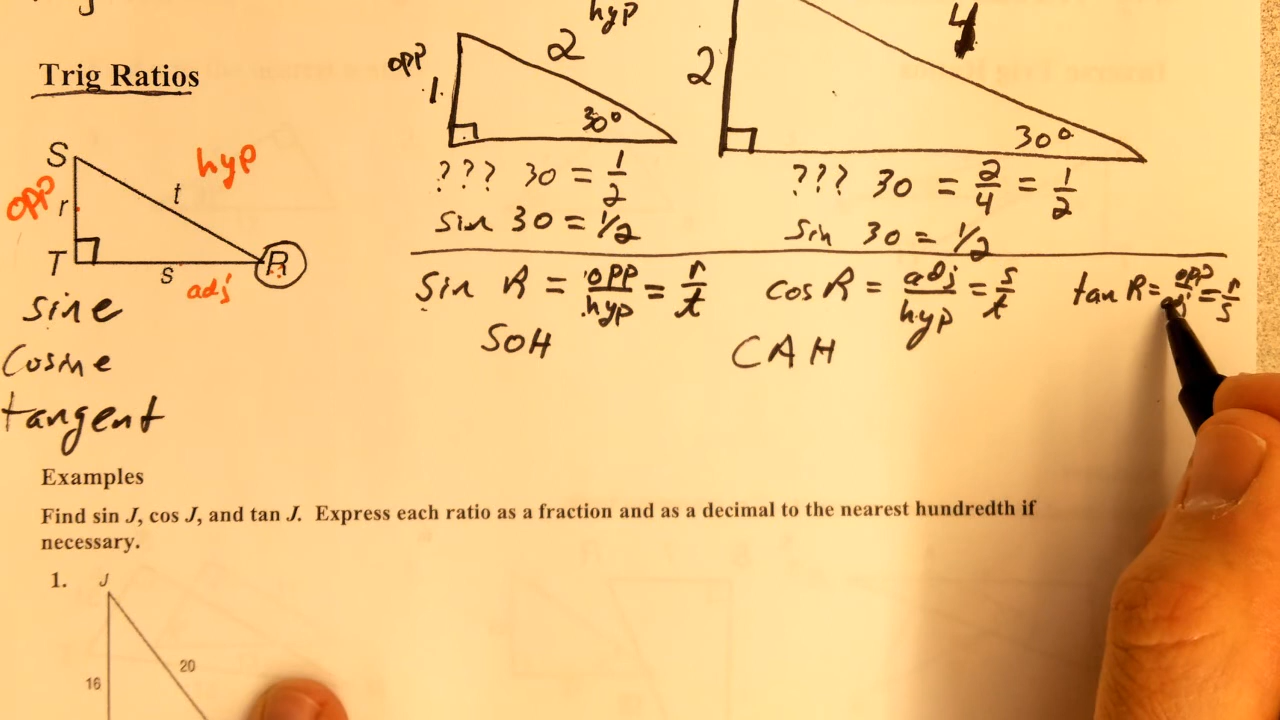 hyp
opp
2
1
30°
4
2
30°
Trig Ratios
S
hyp
opp
r
t
T
s
R
adj
??? 30 = 1/2
sin 30 = 1/2
??? 30 = 2/4 = 1/2
sin 30 = 1/2
sin R = opp/hyp = r/t
cos R = adj/hyp = s/t
tan R = opp/adj = r/s
SOH
CAH
sine
Cosine
tangent
Examples
Find sin J, cos J, and tan J. Express each ratio as a fraction and as a decimal to the nearest hundredth if
necessary.
1.
J
20
16